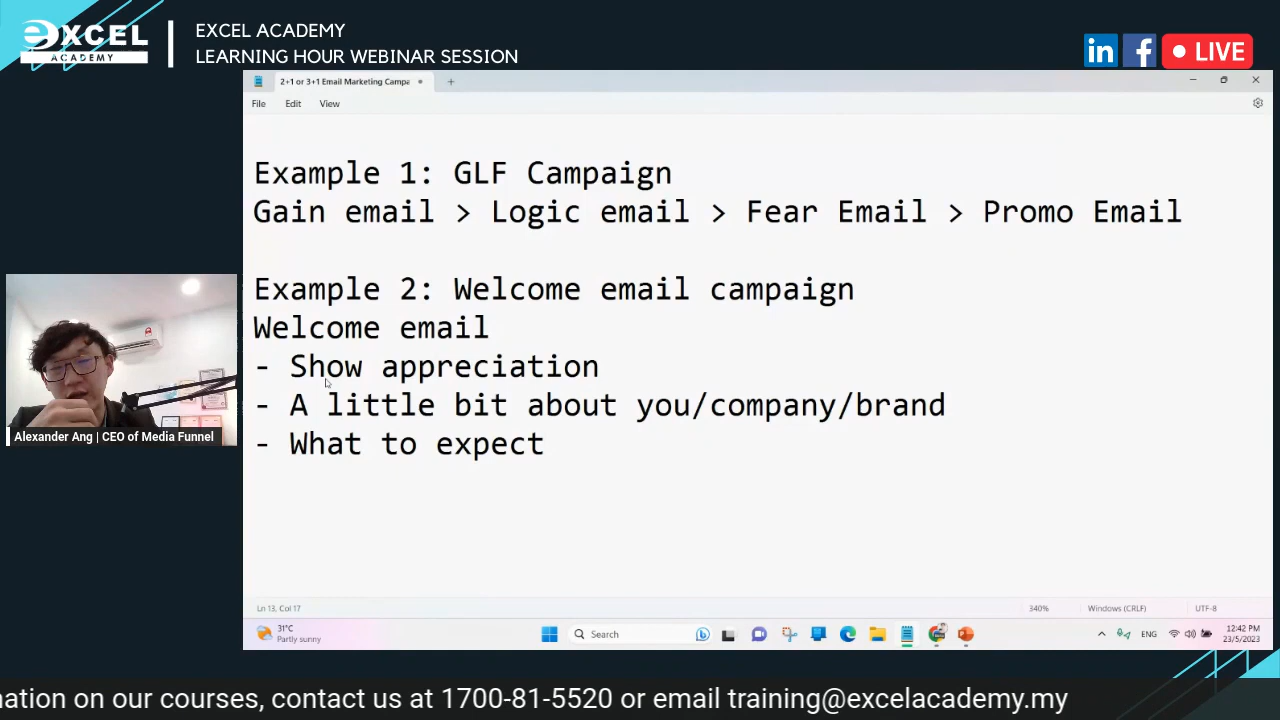 EXCEL
ACADEMY
EXCEL ACADEMY
LEARNING HOUR WEBINAR SESSION
in f LIVE
2+1 or 3+1 Email Marketing Campa
File Edit View
Example 1: GLF Campaign
Gain email > Logic email > Fear Email > Promo Email
Example 2: Welcome email campaign
Welcome email
- Show appreciation
- A little bit about you/company/brand
- What to expect
Alexander Ang | CEO of Media Funnel
Ln 13, Col 17 340% Windows (CRLF) UTF-8
31°C
Partly sunny
Search
ENG
12:42 PM
23/5/2023
mation on our courses, contact us at 1700-81-5520 or email training@excelacademy.my